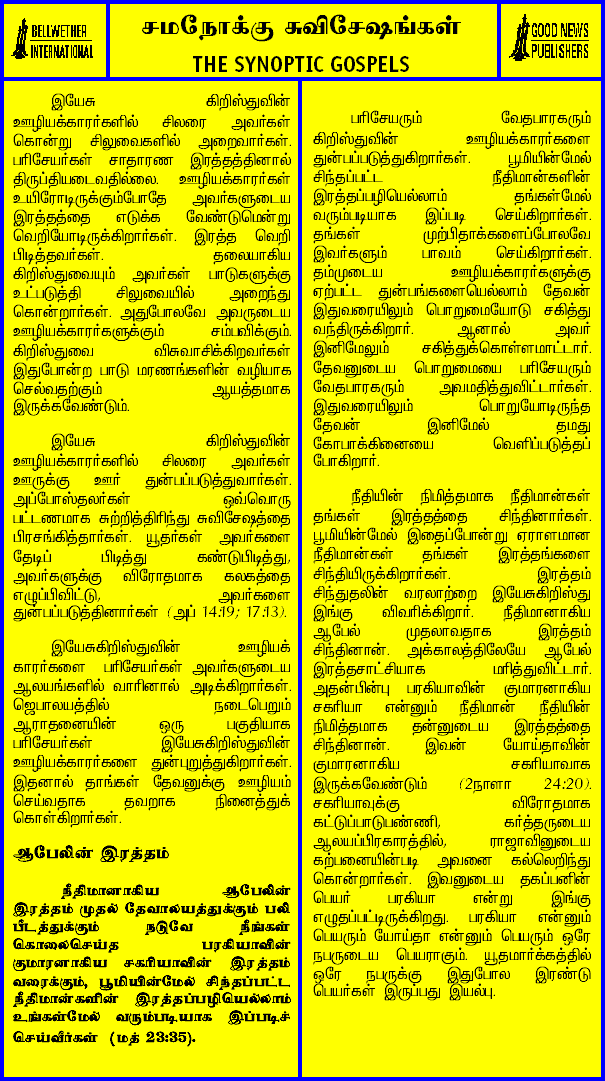 BELLWETHER
INTERNATIONAL
சமநோக்கு சுவிசேஷங்கள்
THE SYNOPTIC GOSPELS
GOOD NEWS
PUBLISHERS
இயேசு கிறிஸ்துவின்
ஊழியக்காரர்களில் சிலரை அவர்கள்
கொன்று சிலுவைகளில் அறைவார்கள்.
பரிசேயர்கள் சாதாரண இரத்தத்தினால்
திருப்தியடைவதில்லை. ஊழியக்காரர்கள்
உயிரோடிருக்கும்போதே அவர்களுடைய
இரத்தத்தை எடுக்க வேண்டுமென்று
வெறியோடிருக்கிறார்கள். இரத்த வெறி
பிடித்தவர்கள். தலையாகிய
கிறிஸ்துவையும் அவர்கள் பாடுகளுக்கு
உட்படுத்தி சிலுவையில் அறைந்து
கொன்றார்கள். அதுபோலவே அவருடைய
ஊழியக்காரர்களுக்கும் சம்பவிக்கும்.
கிறிஸ்துவை விசுவாசிக்கிறவர்கள்
இதுபோன்ற பாடு மரணங்களின் வழியாக
செல்வதற்கும் ஆயத்தமாக
இருக்கவேண்டும்.
இயேசு கிறிஸ்துவின்
ஊழியக்காரர்களில் சிலரை அவர்கள்
ஊருக்கு ஊர் துன்பப்படுத்துவார்கள்.
அப்போஸ்தலர்கள் ஒவ்வொரு
பட்டணமாக சுற்றித்திரிந்து சுவிசேஷத்தை
பிரசங்கித்தார்கள். யூதர்கள் அவர்களை
தேடிப் பிடித்து கண்டுபிடித்து,
அவர்களுக்கு விரோதமாக கலகத்தை
எழுப்பிவிட்டு, அவர்களை
துன்பப்படுத்தினார்கள் (அப் 14:19; 17:13).
இயேசுகிறிஸ்துவின் ஊழியக்
காரர்களை பரிசேயர்கள் அவர்களுடைய
ஆலயங்களில் வாரினால் அடிக்கிறார்கள்.
ஜெபாலயத்தில் நடைபெறும்
ஆராதனையின் ஒரு பகுதியாக
பரிசேயர்கள் இயேசுகிறிஸ்துவின்
ஊழியக்காரர்களை துன்புறுத்துகிறார்கள்.
இதனால் தாங்கள் தேவனுக்கு ஊழியம்
செய்வதாக தவறாக நினைத்துக்
கொள்கிறார்கள்.
ஆபேலின் இரத்தம்
நீதிமானாகிய ஆபேலின்
இரத்தம் முதல் தேவாலயத்துக்கும் பலி
பீடத்துக்கும் நடுவே நீங்கள்
கொலைசெய்த பரகியாவின்
குமாரனாகிய சகரியாவின் இரத்தம்
வரைக்கும், பூமியின்மேல் சிந்தப்பட்ட
நீதிமான்களின் இரத்தப்பழியெல்லாம்
உங்கள்மேல் வரும்படியாக இப்படிச்
செய்வீர்கள் (மத் 23:35).
பரிசேயரும் வேதபாரகரும்
கிறிஸ்துவின் ஊழியக்காரர்களை
துன்பப்படுத்துகிறார்கள். பூமியின்மேல்
சிந்தப்பட்ட நீதிமான்களின்
இரத்தப்பழியெல்லாம் தங்கள்மேல்
வரும்படியாக இப்படி செய்கிறார்கள்.
தங்கள் முற்பிதாக்களைப்போலவே
இவர்களும் பாவம் செய்கிறார்கள்.
தம்முடைய ஊழியக்காரர்களுக்கு
ஏற்பட்ட துன்பங்களையெல்லாம் தேவன்
இதுவரையிலும் பொறுமையோடு சகித்து
வந்திருக்கிறார். ஆனால் அவர்
இனிமேலும் சகித்துக்கொள்ளமாட்டார்.
தேவனுடைய பொறுமையை பரிசேயரும்
வேதபாரகரும் அவமதித்துவிட்டார்கள்.
இதுவரையிலும் பொறுமையோடிருந்த
தேவன் இனிமேல் தமது
கோபாக்கினையை வெளிப்படுத்தப்
போகிறார்.
நீதியின் நிமித்தமாக நீதிமான்கள்
தங்கள் இரத்தத்தை சிந்தினார்கள்.
பூமியின்மேல் இதைப்போன்று ஏராளமான
நீதிமான்கள் தங்கள் இரத்தங்களை
சிந்தியிருக்கிறார்கள். இரத்தம்
சிந்துதலின் வரலாற்றை இயேசுகிறிஸ்து
இங்கு விவரிக்கிறார். நீதிமானாகிய
ஆபேல் முதலாவதாக இரத்தம்
சிந்தினான். அக்காலத்திலேயே ஆபேல்
இரத்தசாட்சியாக மரித்துவிட்டார்.
அதன்பின்பு பரகியாவின் குமாரனாகிய
சகரியா என்னும் நீதிமான் நீதியின்
நிமித்தமாக தன்னுடைய இரத்தத்தை
சிந்தினான். இவன் யோய்தாவின்
குமாரனாகிய சகரியாவாக
இருக்கவேண்டும் (2நாளா 24:20).
சகரியாவுக்கு விரோதமாக
கட்டுப்பாடுபண்ணி, கர்த்தருடைய
ஆலயப்பிரகாரத்தில், ராஜாவினுடைய
கற்பனையின்படி அவனை கல்லெறிந்து
கொன்றார்கள். இவனுடைய தகப்பனின்
பெயர் பரகியா என்று இங்கு
எழுதப்பட்டிருக்கிறது. பரகியா என்னும்
பெயரும் யோய்தா என்னும் பெயரும் ஒரே
நபருடைய பெயராகும். யூதமார்க்கத்தில்
ஒரே நபருக்கு இதுபோல இரண்டு
பெயர்கள் இருப்பது இயல்பு.